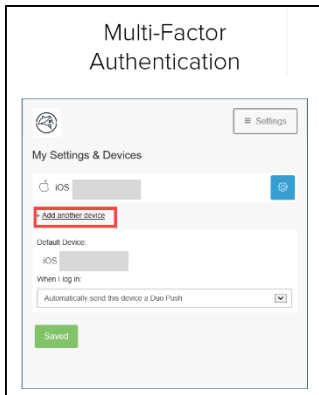 Multi-Factor
Authentication
≡ Settings
My Settings & Devices
iOS
+ Add another device
Default Device:
iOS
When I log in:
Automatically send this device a Duo Push
Saved